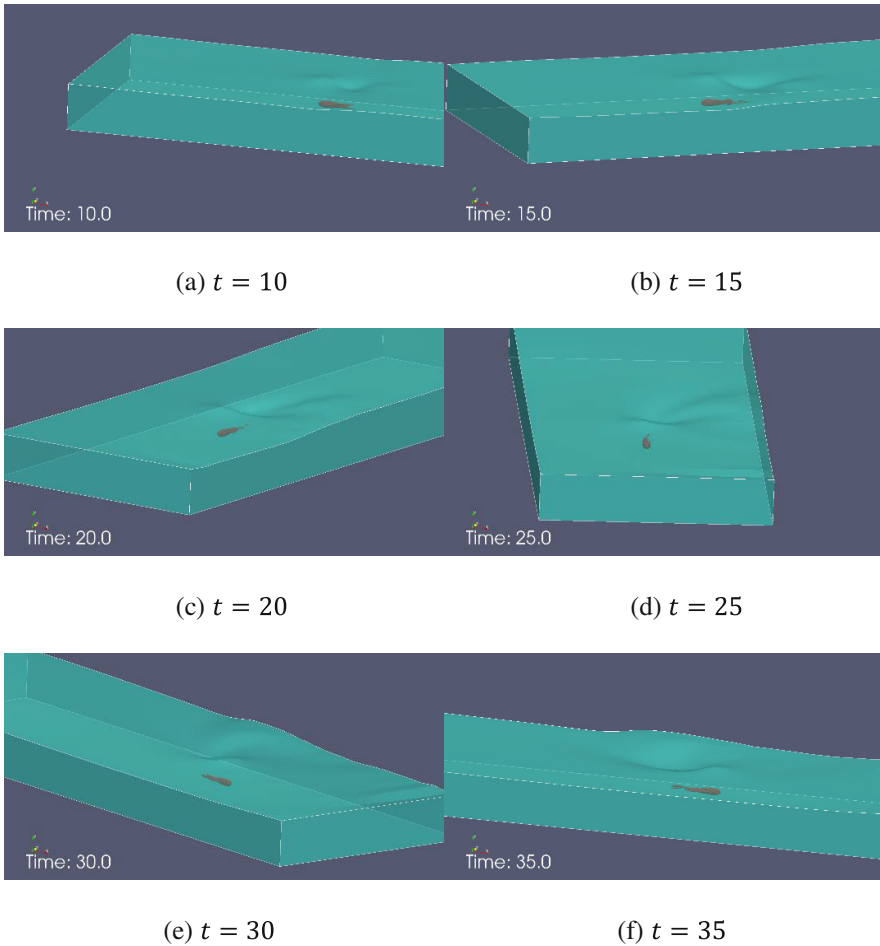 Time: 10.0
Time: 15.0
(a) t = 10
(b) t = 15
Time: 20.0
Time: 25.0
(c) t = 20
(d) t = 25
Time: 30.0
Time: 35.0
(e) t = 30
(f) t = 35